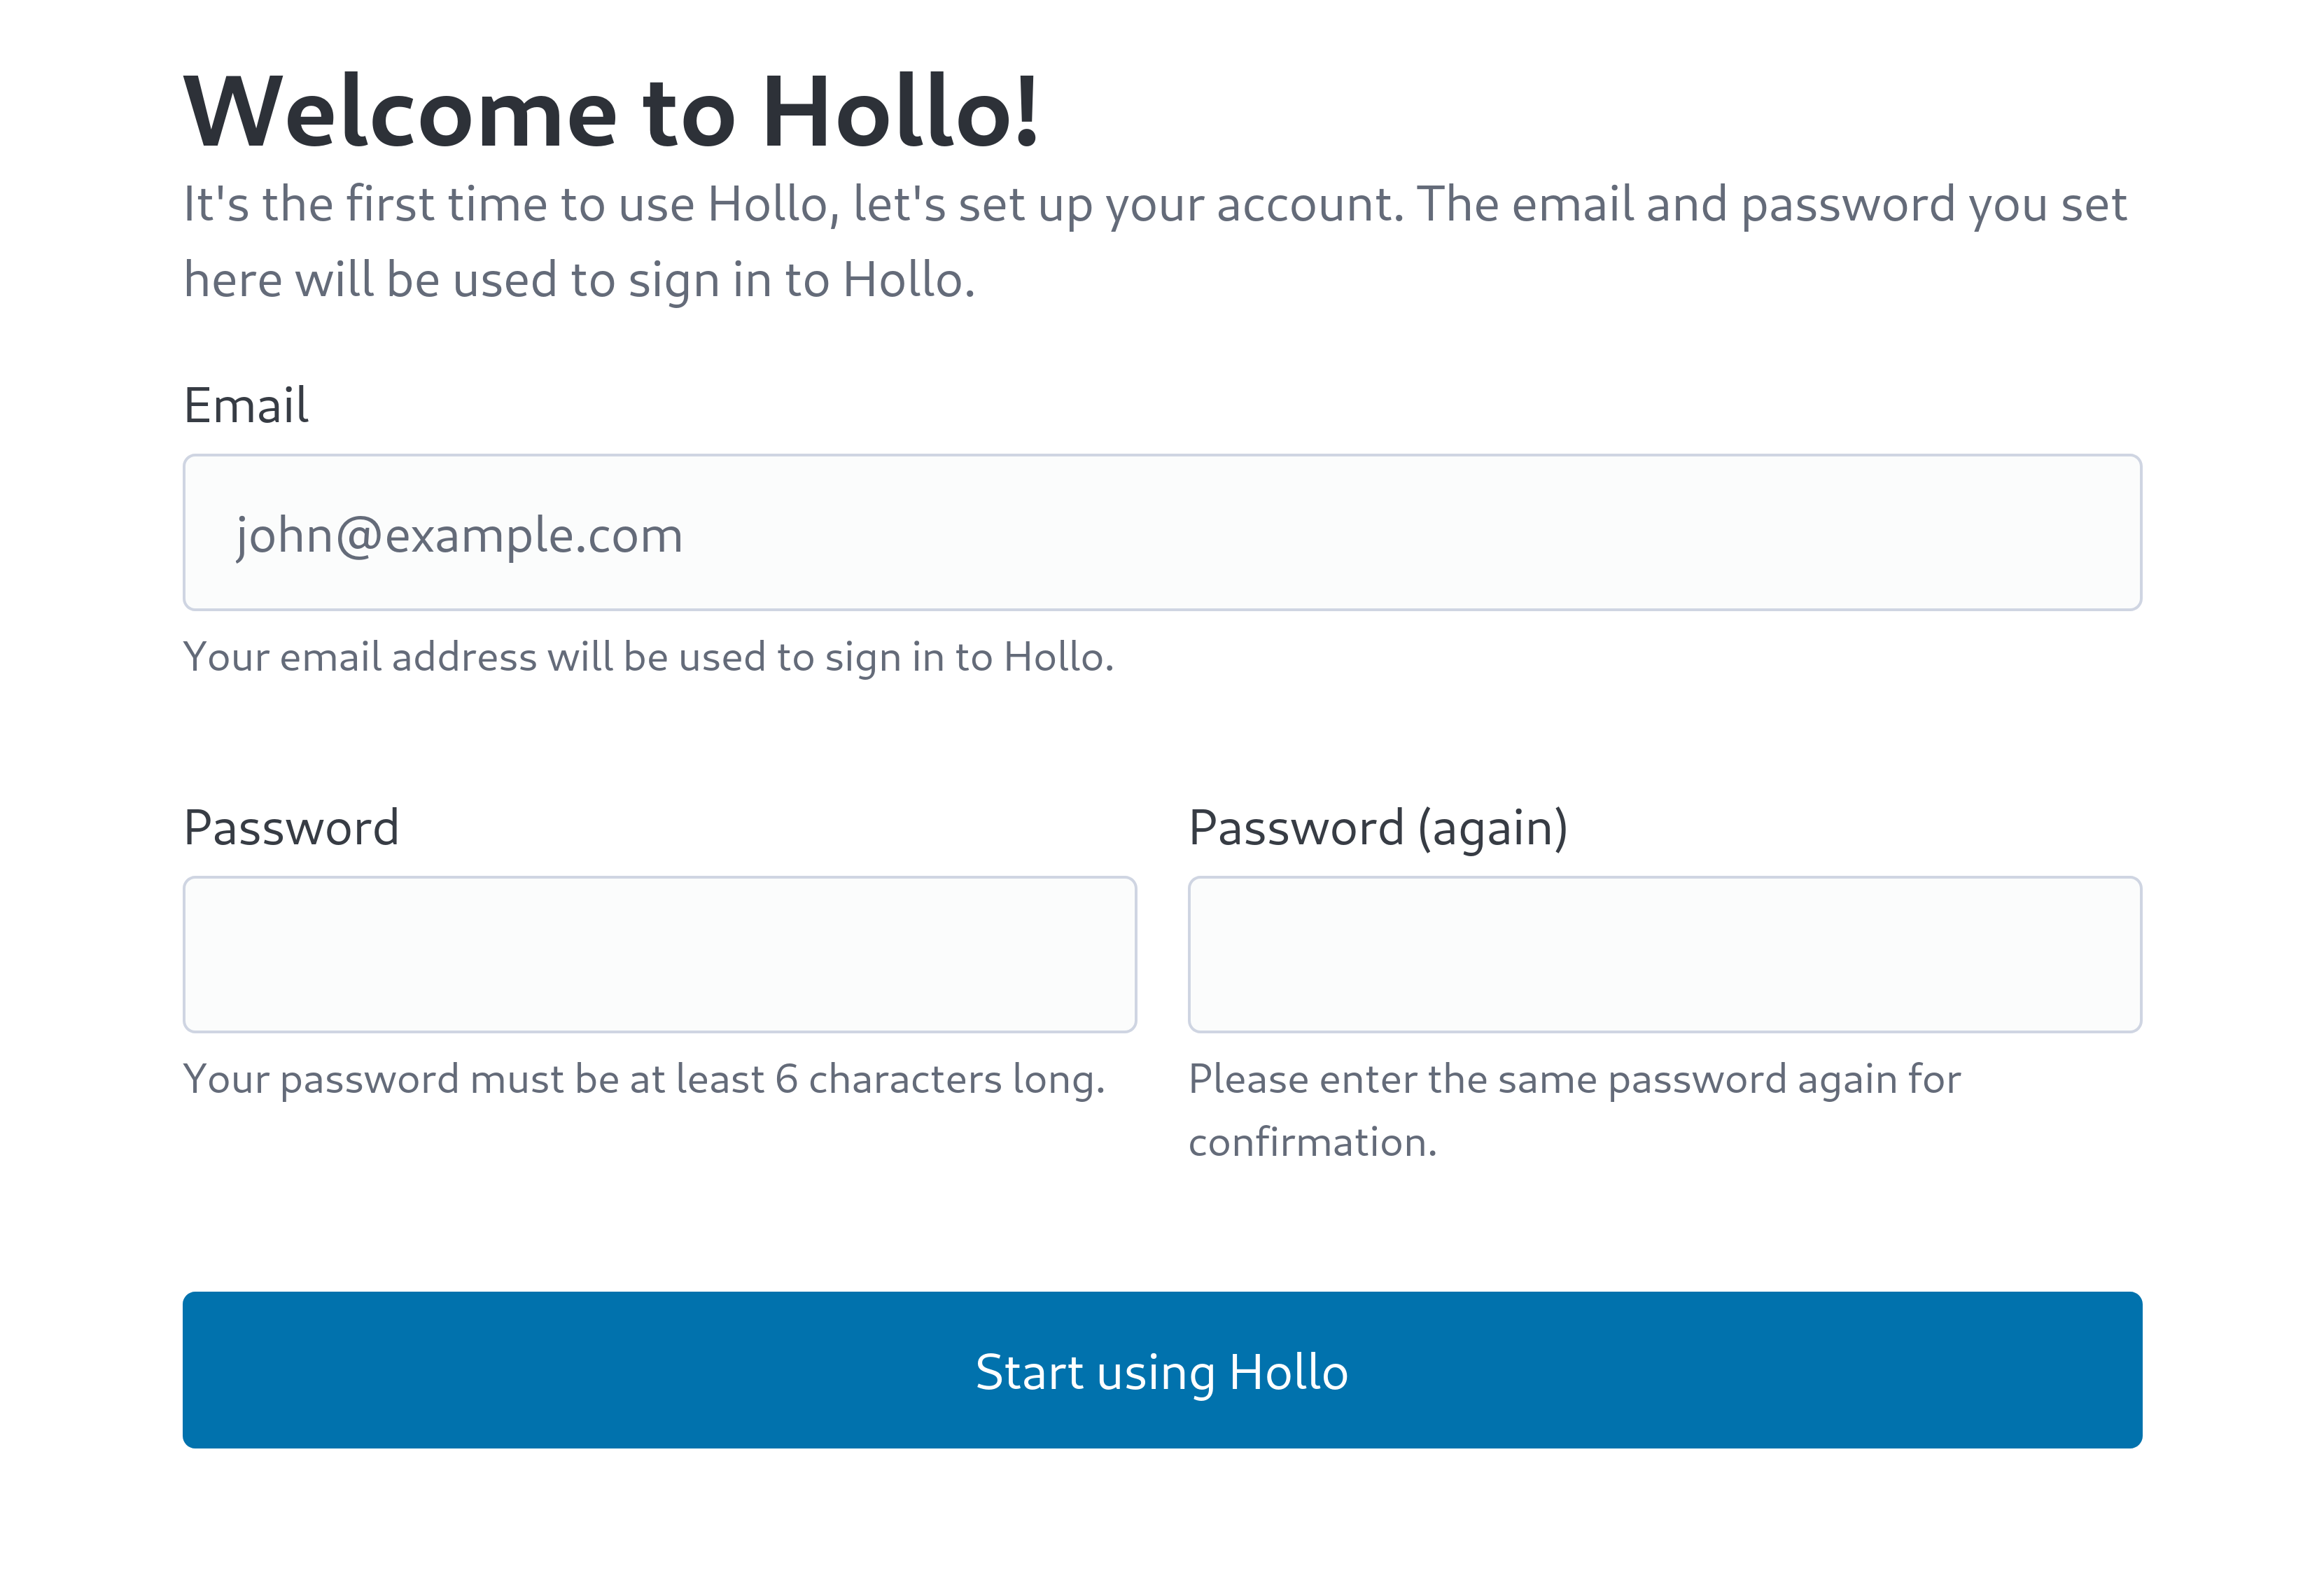 Welcome to Hollo!
It's the first time to use Hollo, let's set up your account. The email and password you set
here will be used to sign in to Hollo.
Email
john@example.com
Your email address will be used to sign in to Hollo.
Password
Your password must be at least 6 characters long.
Password (again)
Please enter the same password again for
confirmation.
Start using Hollo